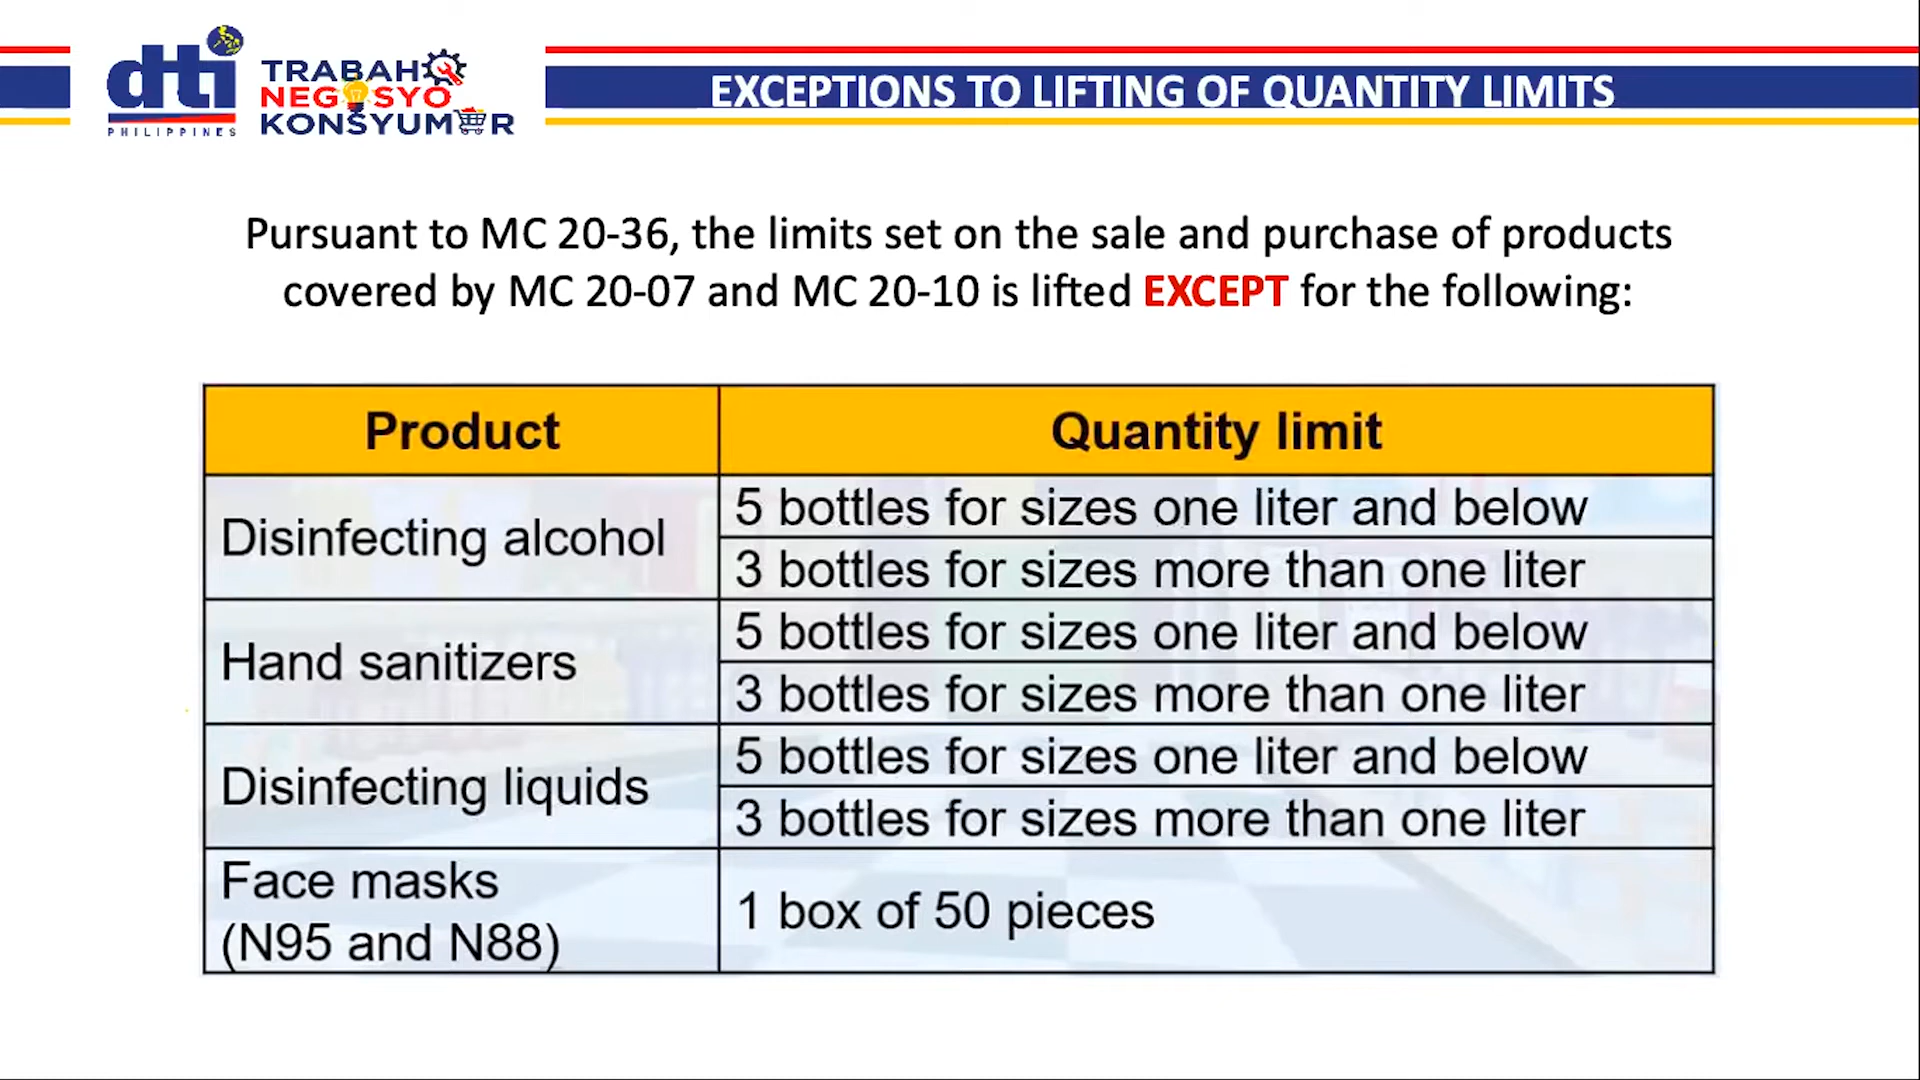 dti
PHILIPPINES
TRABAHO
NEGOSYO
KONSYUMER
EXCEPTIONS TO LIFTING OF QUANTITY LIMITS
Pursuant to MC 20-36, the limits set on the sale and purchase of products
covered by MC 20-07 and MC 20-10 is lifted EXCEPT for the following:
Product
Quantity limit
Disinfecting alcohol
5 bottles for sizes one liter and below
3 bottles for sizes more than one liter
Hand sanitizers
5 bottles for sizes one liter and below
3 bottles for sizes more than one liter
Disinfecting liquids
5 bottles for sizes one liter and below
3 bottles for sizes more than one liter
Face masks
(N95 and N88)
1 box of 50 pieces